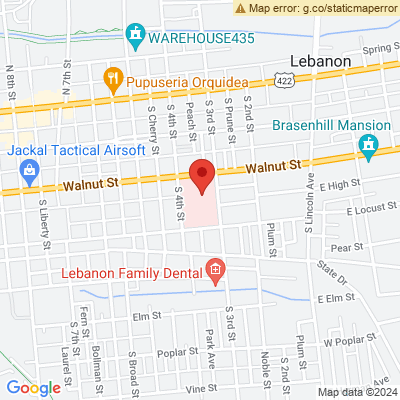 Map error: g.co/staticmaperror
WAREHOUSE435
Lebanon
Spring S
N 8th St
N 7th St
422
Pupuseria Orquidea
S Cherry St
S 4th St
Peach St
S 3rd St
S Prune St
S 2nd St
Brasenhill Mansion
Jackal Tactical Airsoft
Walnut St
Walnut St
E High St
S Liberty St
S 4th St
S Lincoln Ave
E Locust St
Plum St
Pear St
Lebanon Family Dental
State Dr
E Elm St
Elm St
S 7th St
Fern St
S 3rd St
W Poplar St
Laurel St
Bollman St
S Broad St
Poplar St
Park Ave
Noble St
S 2nd St
Plum St
Vine St
Google
Map data ©2024